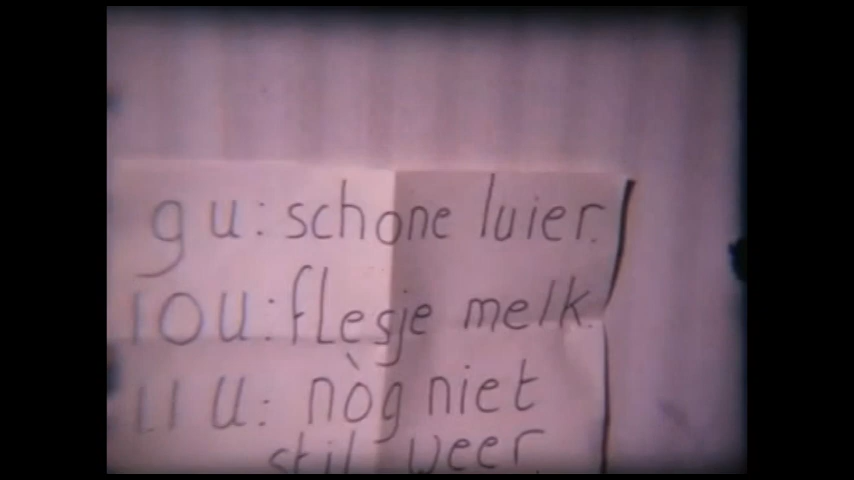 9 u: schone luier.
10 U: flesje melk.
11 U: nòg niet
stil weer.